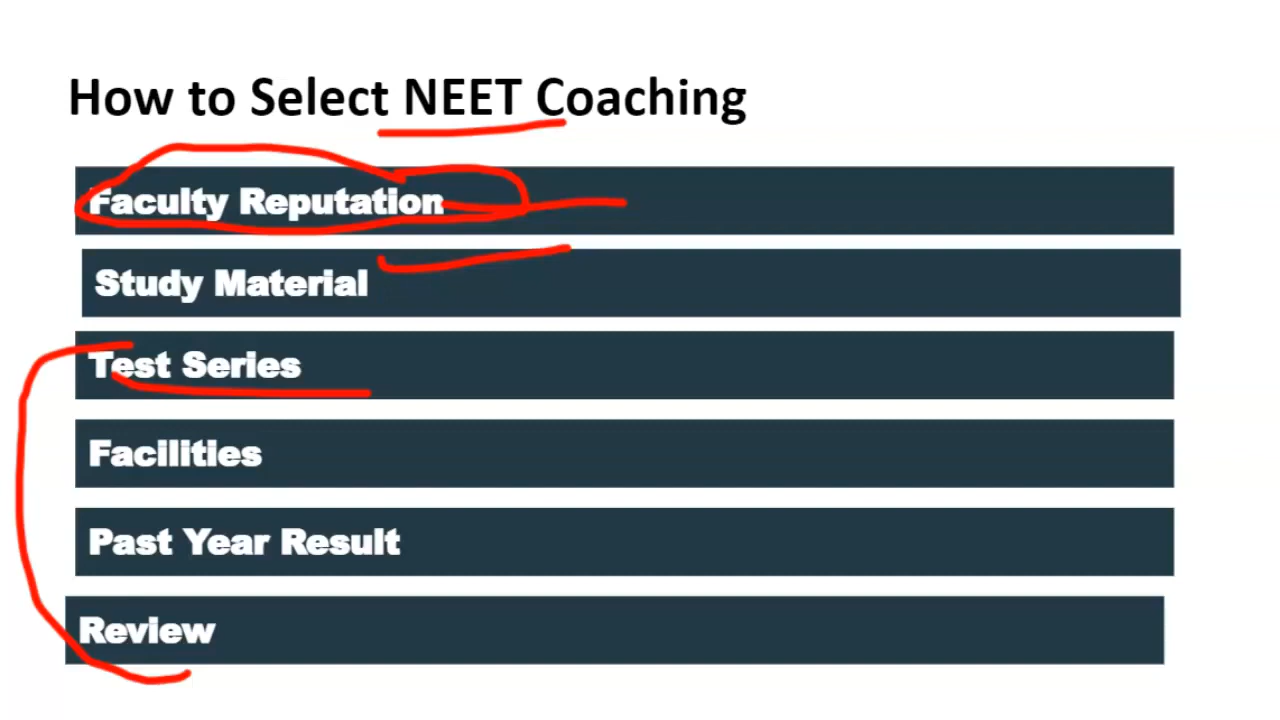 How to Select NEET Coaching
Faculty Reputation
Study Material
Test Series
Facilities
Past Year Result
Review